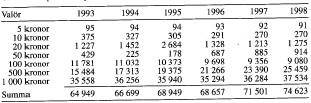 Valör 1993 1994 1995 1996 1997 1998
5 kronor 95 94 94 93 92 91
10 kronor 375 327 305 291 270 270
20 kronor 1 227 1 452 2 684 1 328 1 213 1 275
50 kronor 429 225 178 687 885 914
100 kronor 11 781 11 032 10 373 9 698 9 356 9 080
500 kronor 15 484 17 313 19 375 21 266 23 390 25 459
1 000 kronor 35 558 36 256 35 940 35 294 36 284 37 534
Summa 64 949 66 699 68 949 68 657 71 501 74 623